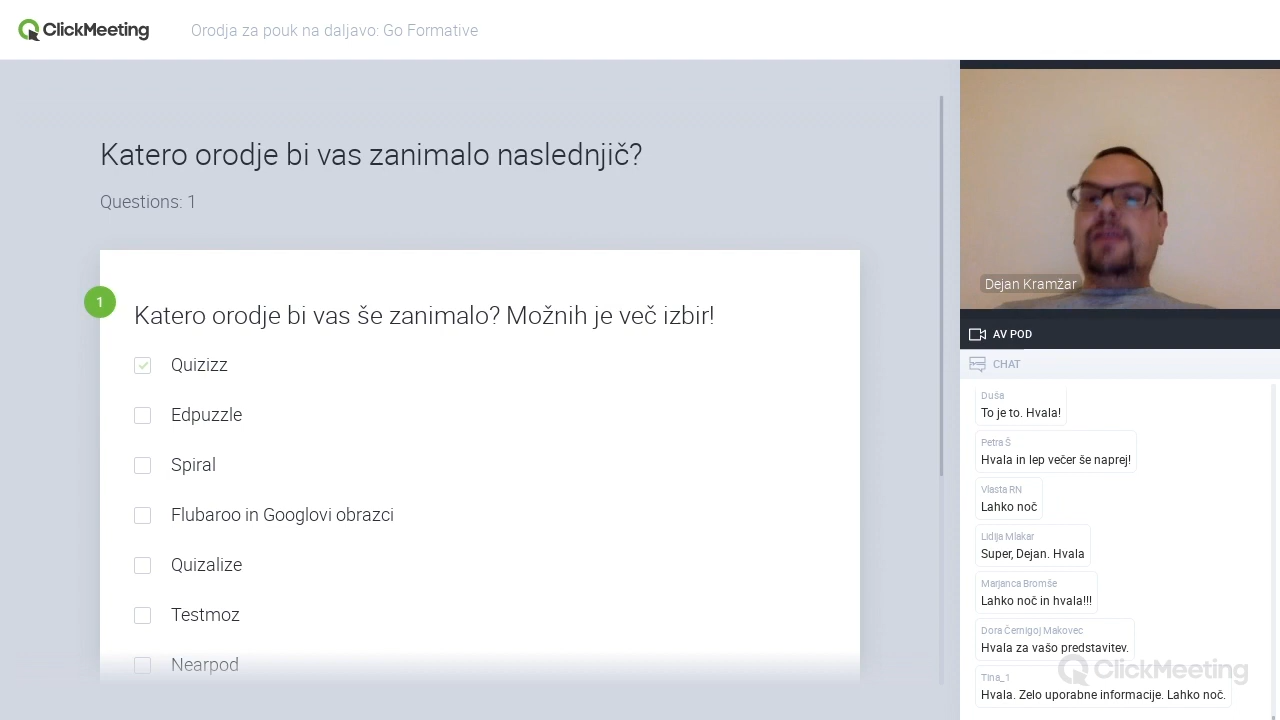 ClickMeeting
Orodja za pouk na daljavo: Go Formative
Katero orodje bi vas zanimalo naslednjič?
Questions: 1
1
Katero orodje bi vas še zanimalo? Možnih je več izbir!
Quizizz
Edpuzzle
Spiral
Flubaroo in Googlovi obrazci
Quizalize
Testmoz
Nearpod
Dejan Kramžar
AV POD
CHAT
Duša
To je to. Hvala!
Petra Š
Hvala in lep večer še naprej!
Vlasta RN
Lahko noč
Lidija Mlakar
Super, Dejan. Hvala
Marjanca Bromše
Lahko noč in hvala!!!
Dora Černigoj Makovec
Hvala za vašo predstavitev.
Tina_1
Hvala. Zelo uporabne informacije. Lahko noč.
ClickMeeting